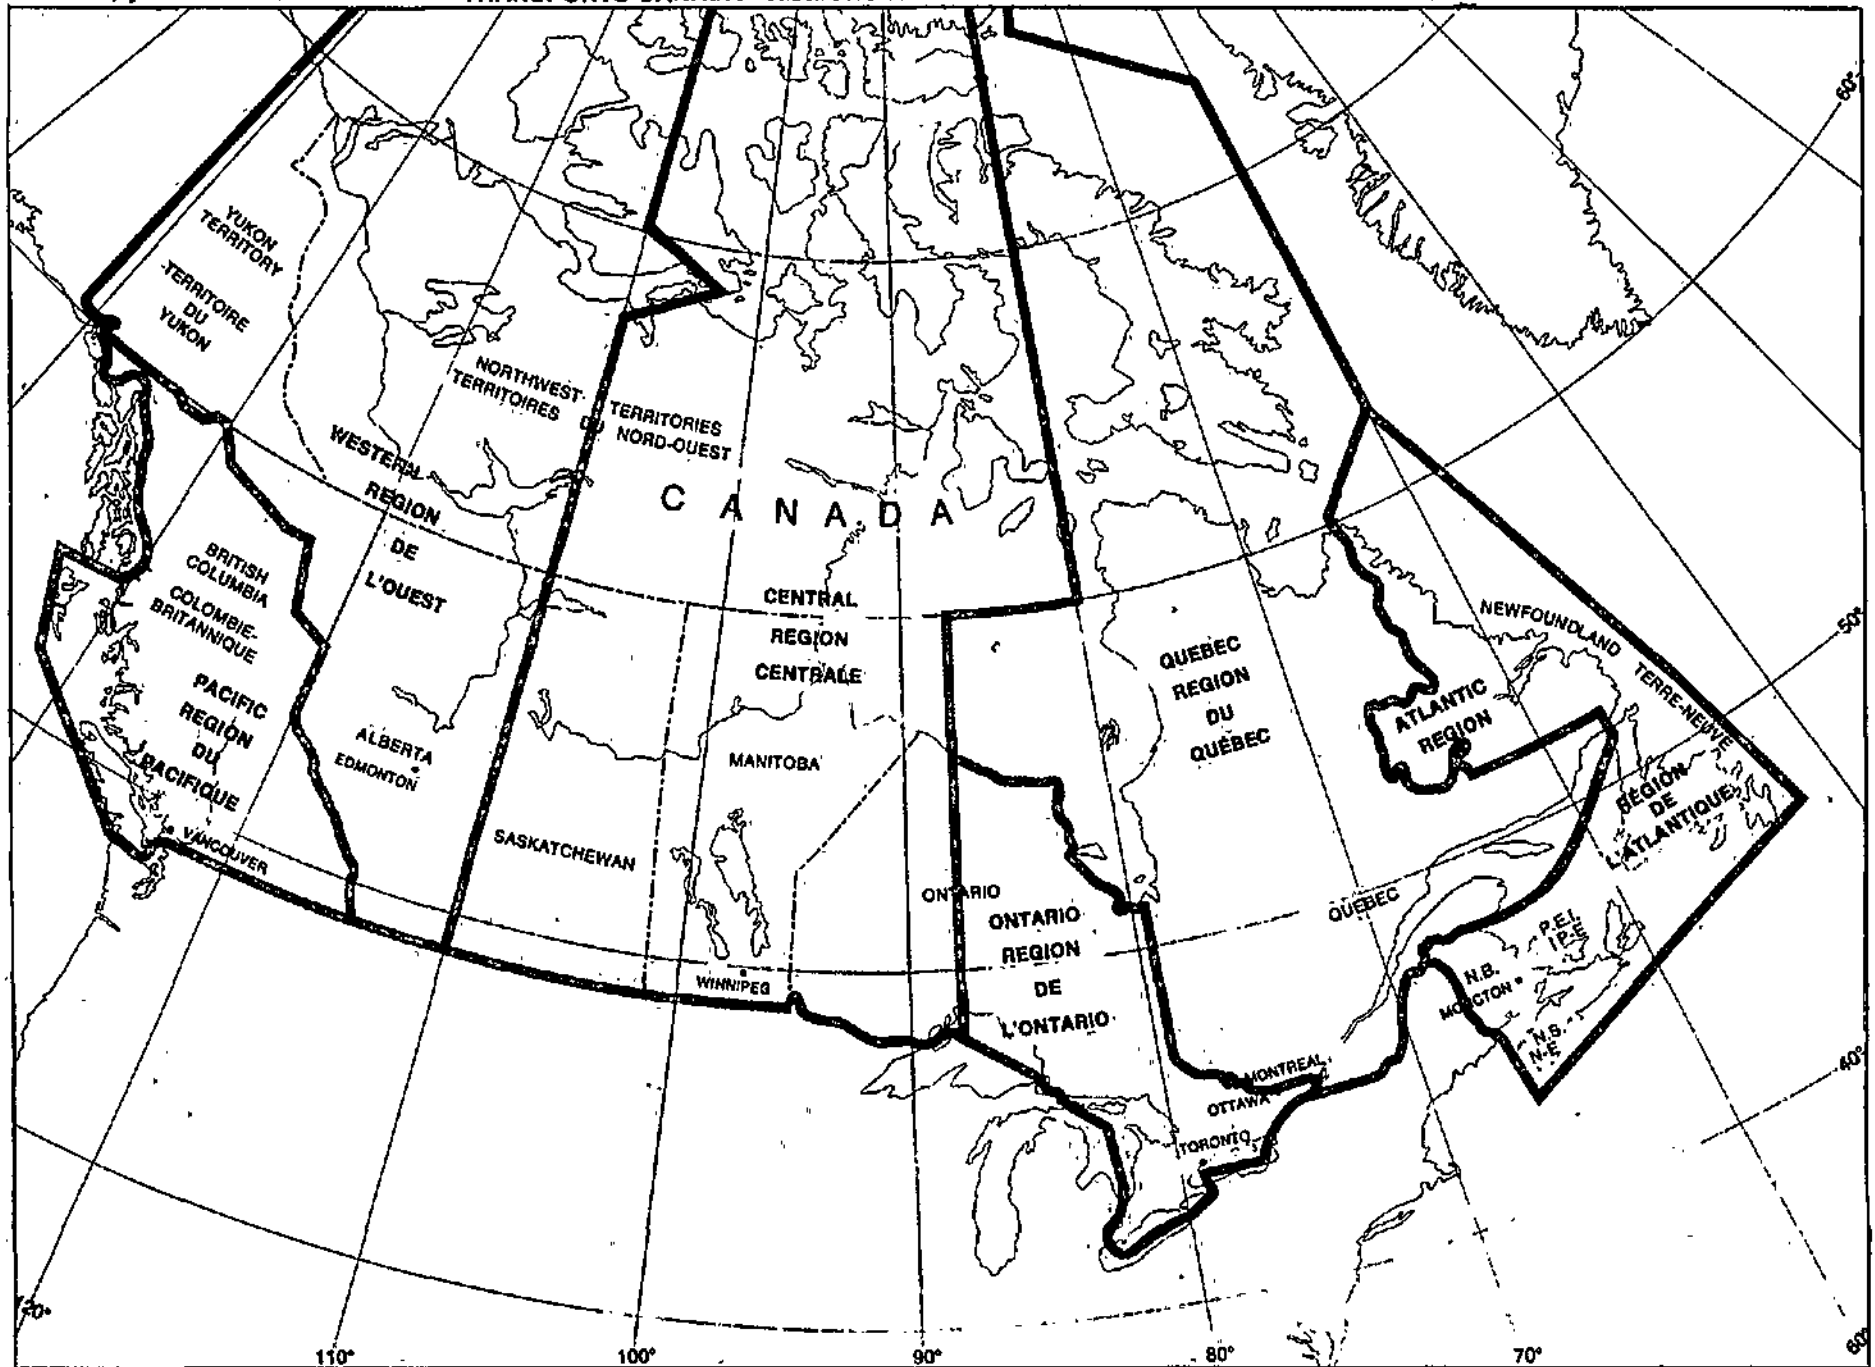 YUKON
TERRITORY
TERRITOIRE
DU
YUKON
NORTHWEST
TERRITOIRES
DU
TERRITORIES
NORD-OUEST
WESTERN
REGION
DE
L'OUEST
CANADA
BRITISH
COLUMBIA
COLOMBIE-
BRITANNIQUE
PACIFIC
REGION
DU
PACIFIQUE
VANCOUVER
ALBERTA
EDMONTON
CENTRAL
REGION
CENTRALE
SASKATCHEWAN
MANITOBA
WINNIPEG
ONTARIO
ONTARIO
REGION
DE
L'ONTARIO
QUEBEC
REGION
DU
QUÉBEC
QUÉBEC
MONTREAL
OTTAWA
TORONTO
NEWFOUNDLAND
TERRE-NEUVE
ATLANTIC
REGION
RÉGION
DE
L'ATLANTIQUE
P.E.I.
I P-E
N.B.
MONCTON
N.S.
N-E
60°
50°
40°
120°
110°
100°
90°
80°
70°
60°